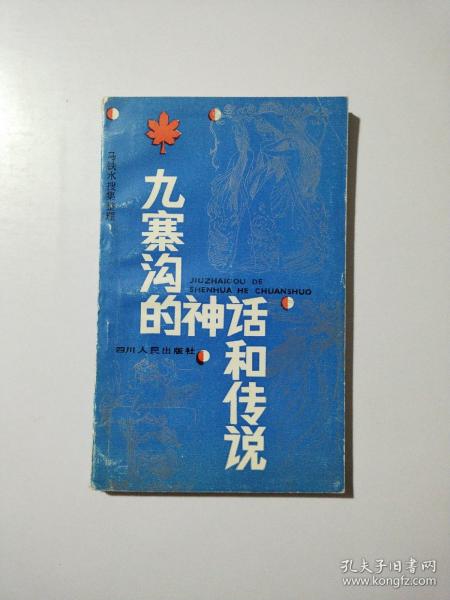 马铁水搜集整理
九寨沟
的神话
和传说
JIUZHAIGOU DE
SHENHUA HE CHUANSHUO
四川人民出版社
孔夫子旧书网
www.kongfz.com